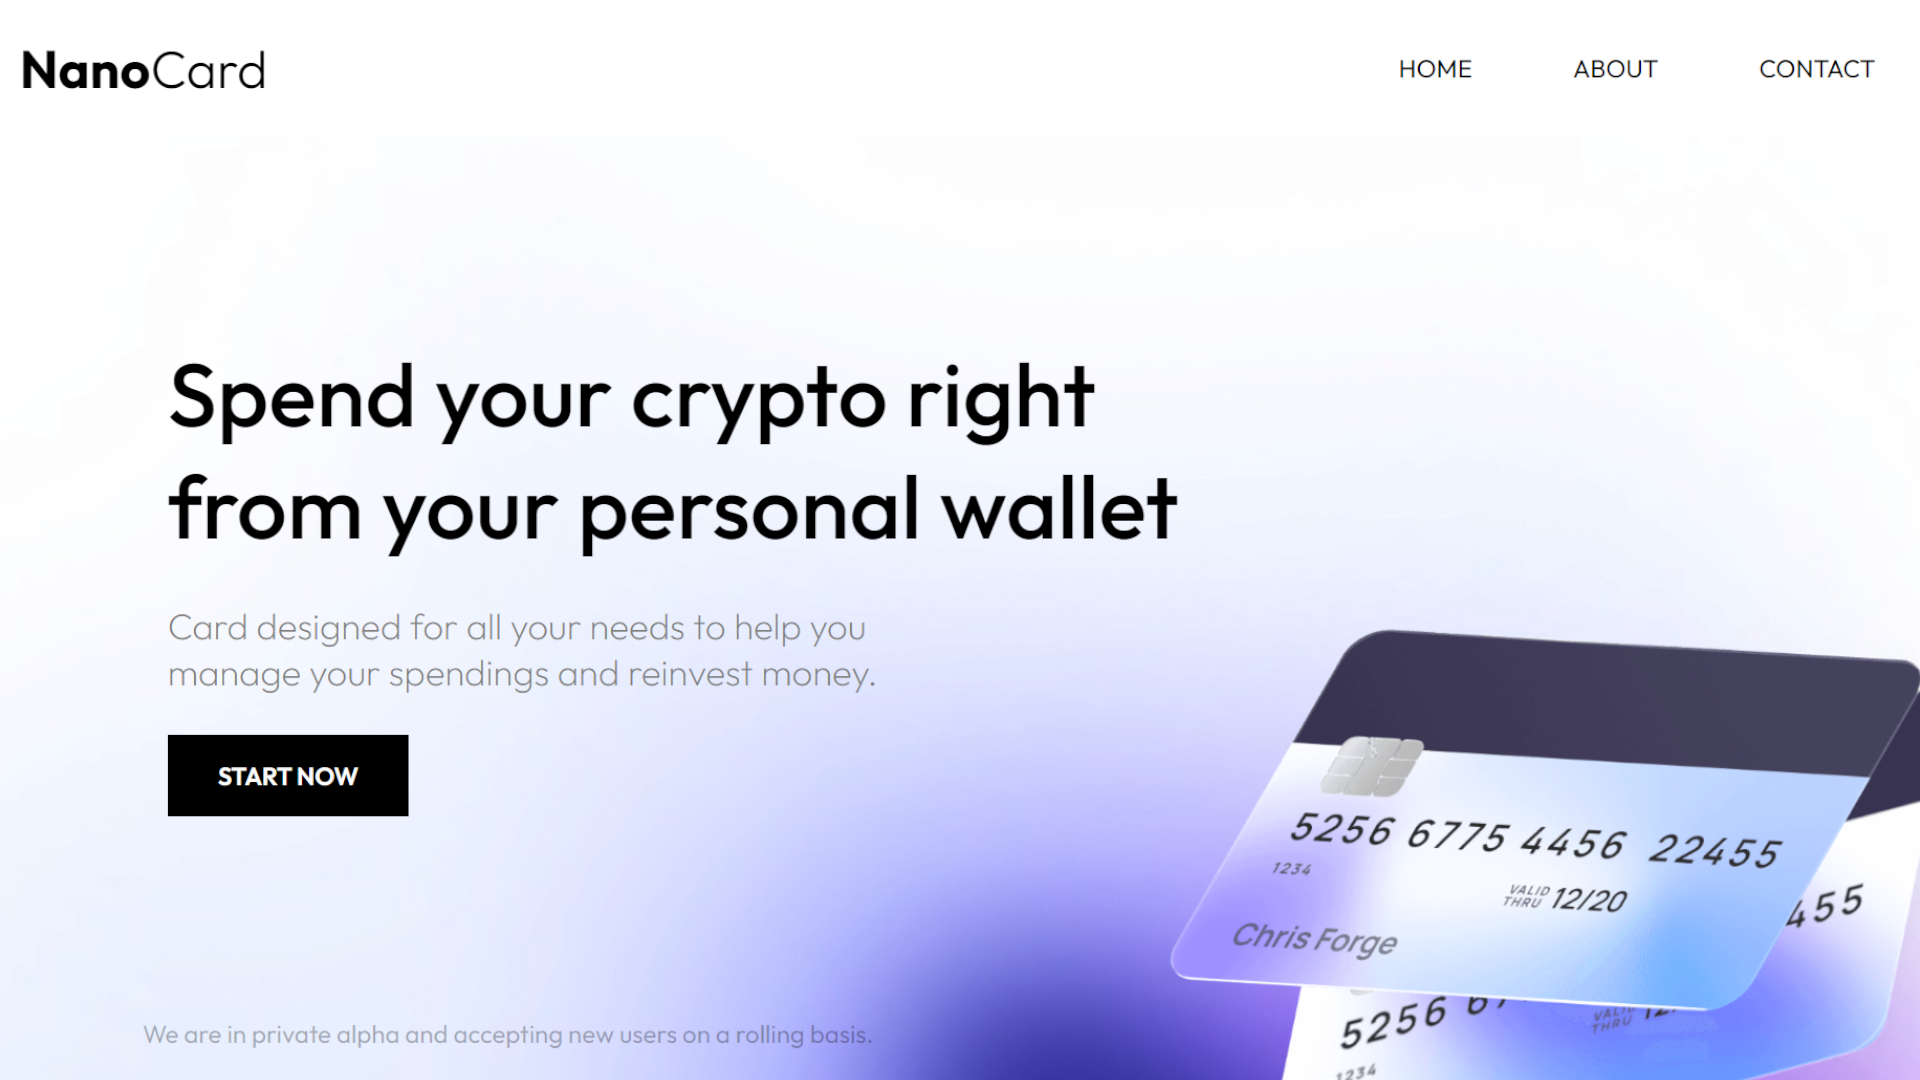 NanoCard
HOME
ABOUT
CONTACT
Spend your crypto right
from your personal wallet
Card designed for all your needs to help you
manage your spendings and reinvest money.
START NOW
5256 6775 4456 22455
1234
VALID
THRU 12/20
Chris Forge
455
5256 67
VALID
THRU 12
1234
We are in private alpha and accepting new users on a rolling basis.